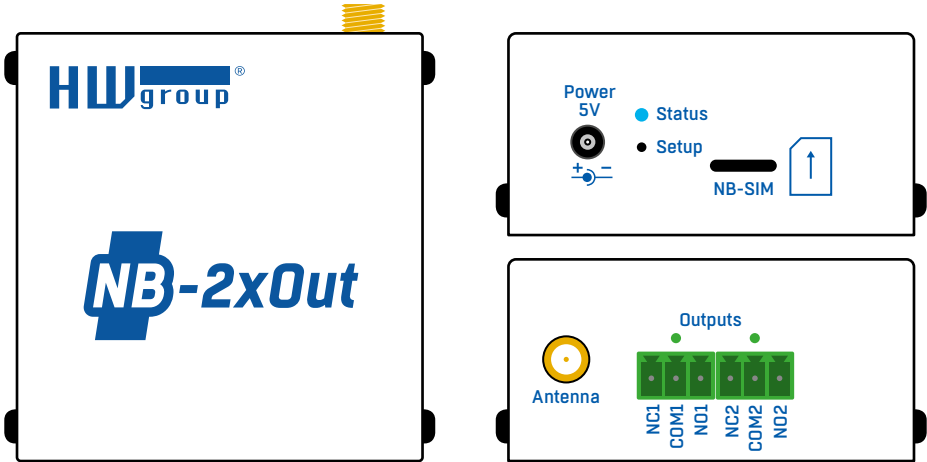 HW group ®
NB-2xOut
Power
5V
Status
Setup
+ −
NB-SIM
Outputs
Antenna
NC1
COM1
NO1
NC2
COM2
NO2